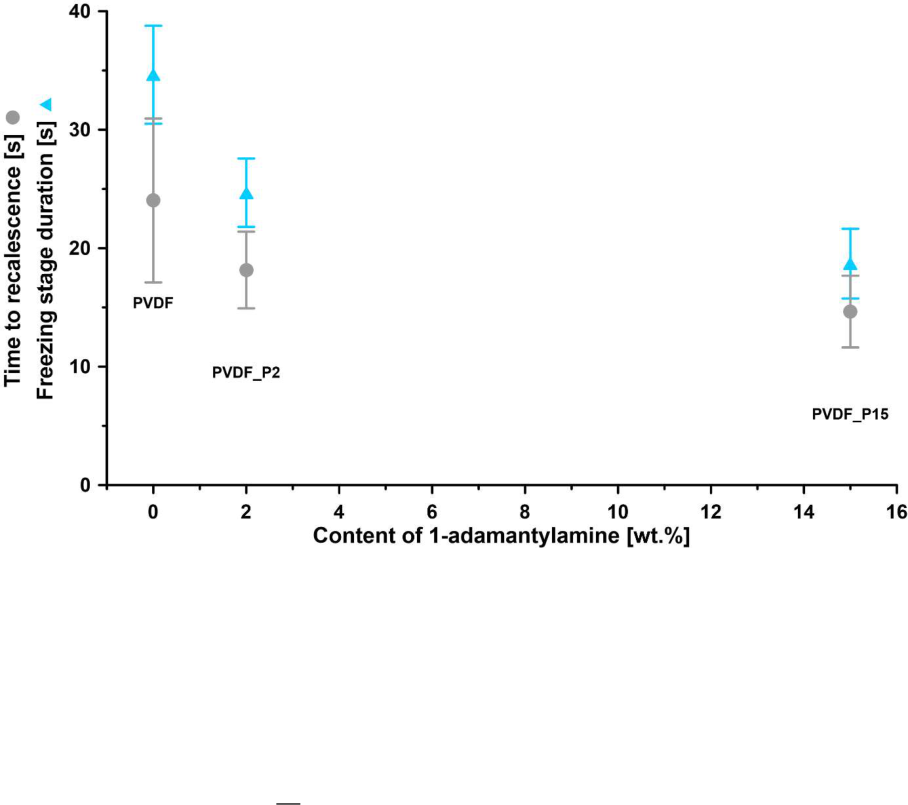 Time to recalescence [s]
Freezing stage duration [s]
40
30
20
10
0
PVDF
PVDF_P2
PVDF_P15
0 2 4 6 8 10 12 14 16
Content of 1-adamantylamine [wt.%]